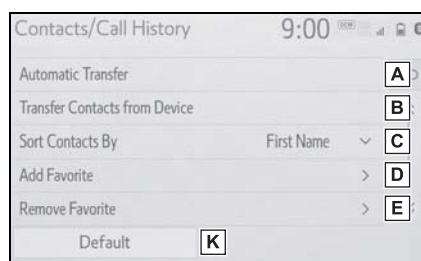 Contacts/Call History 9:00 DCM
Automatic Transfer A
Transfer Contacts from Device B
Sort Contacts By First Name C
Add Favorite D
Remove Favorite E
Default K